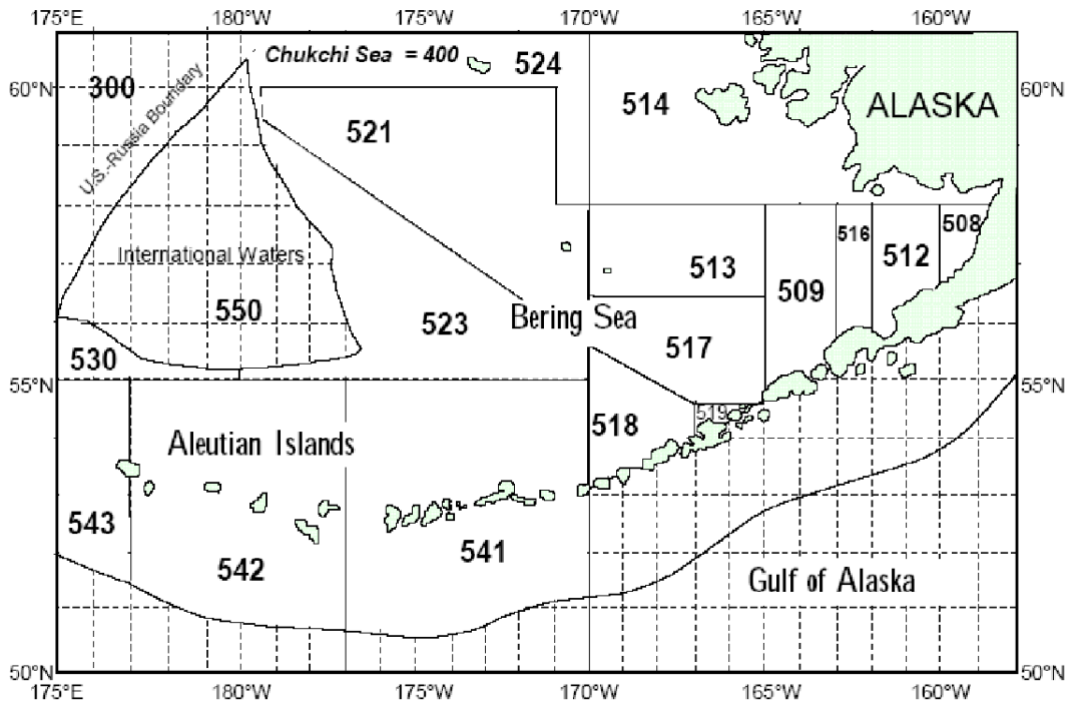 175°E 180°W 175°W 170°W 165°W 160°W
Chukchi Sea = 400
524
300
60°N
60°N
514
ALASKA
521
U.S.-Russia Boundary
516
508
International Waters
513
512
509
550
Bering Sea
523
517
530
55°N
55°N
519
518
Aleutian Islands
543
541
542
Gulf of Alaska
50°N
50°N
175°E 180°W 175°W 170°W 165°W 160°W